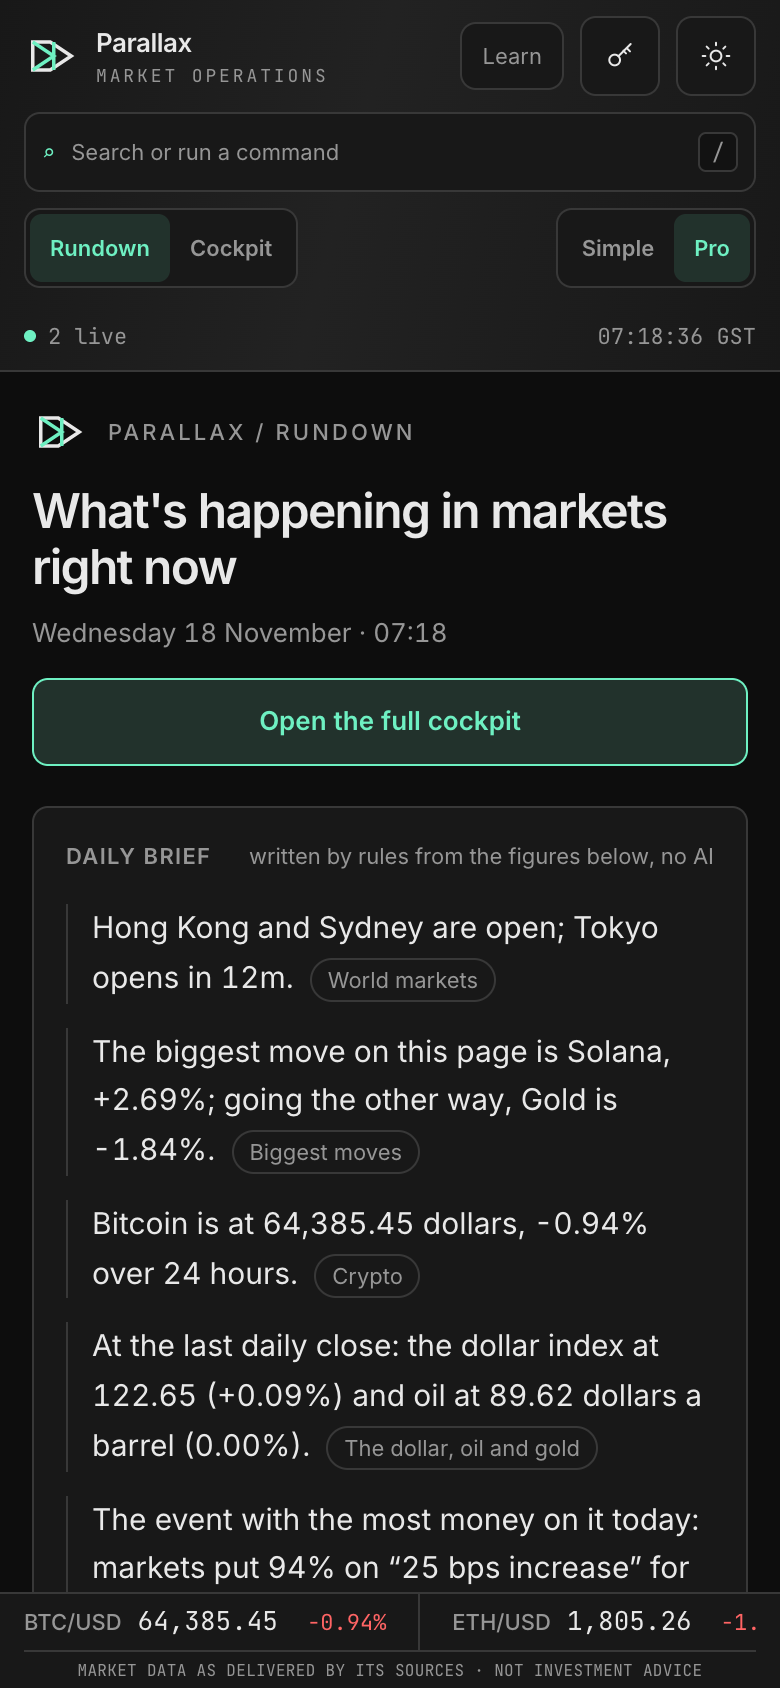 Parallax
MARKET OPERATIONS
Learn
Search or run a command
/
Rundown
Cockpit
Simple
Pro
2 live
07:18:36 GST
PARALLAX / RUNDOWN
What's happening in markets
right now
Wednesday 18 November · 07:18
Open the full cockpit
DAILY BRIEF
written by rules from the figures below, no AI
Hong Kong and Sydney are open; Tokyo
opens in 12m. World markets
The biggest move on this page is Solana,
+2.69%; going the other way, Gold is
-1.84%. Biggest moves
Bitcoin is at 64,385.45 dollars, -0.94%
over 24 hours. Crypto
At the last daily close: the dollar index at
122.65 (+0.09%) and oil at 89.62 dollars a
barrel (0.00%). The dollar, oil and gold
The event with the most money on it today:
markets put 94% on “25 bps increase” for
BTC/USD 64,385.45 -0.94%
ETH/USD 1,805.26 -1.
MARKET DATA AS DELIVERED BY ITS SOURCES · NOT INVESTMENT ADVICE